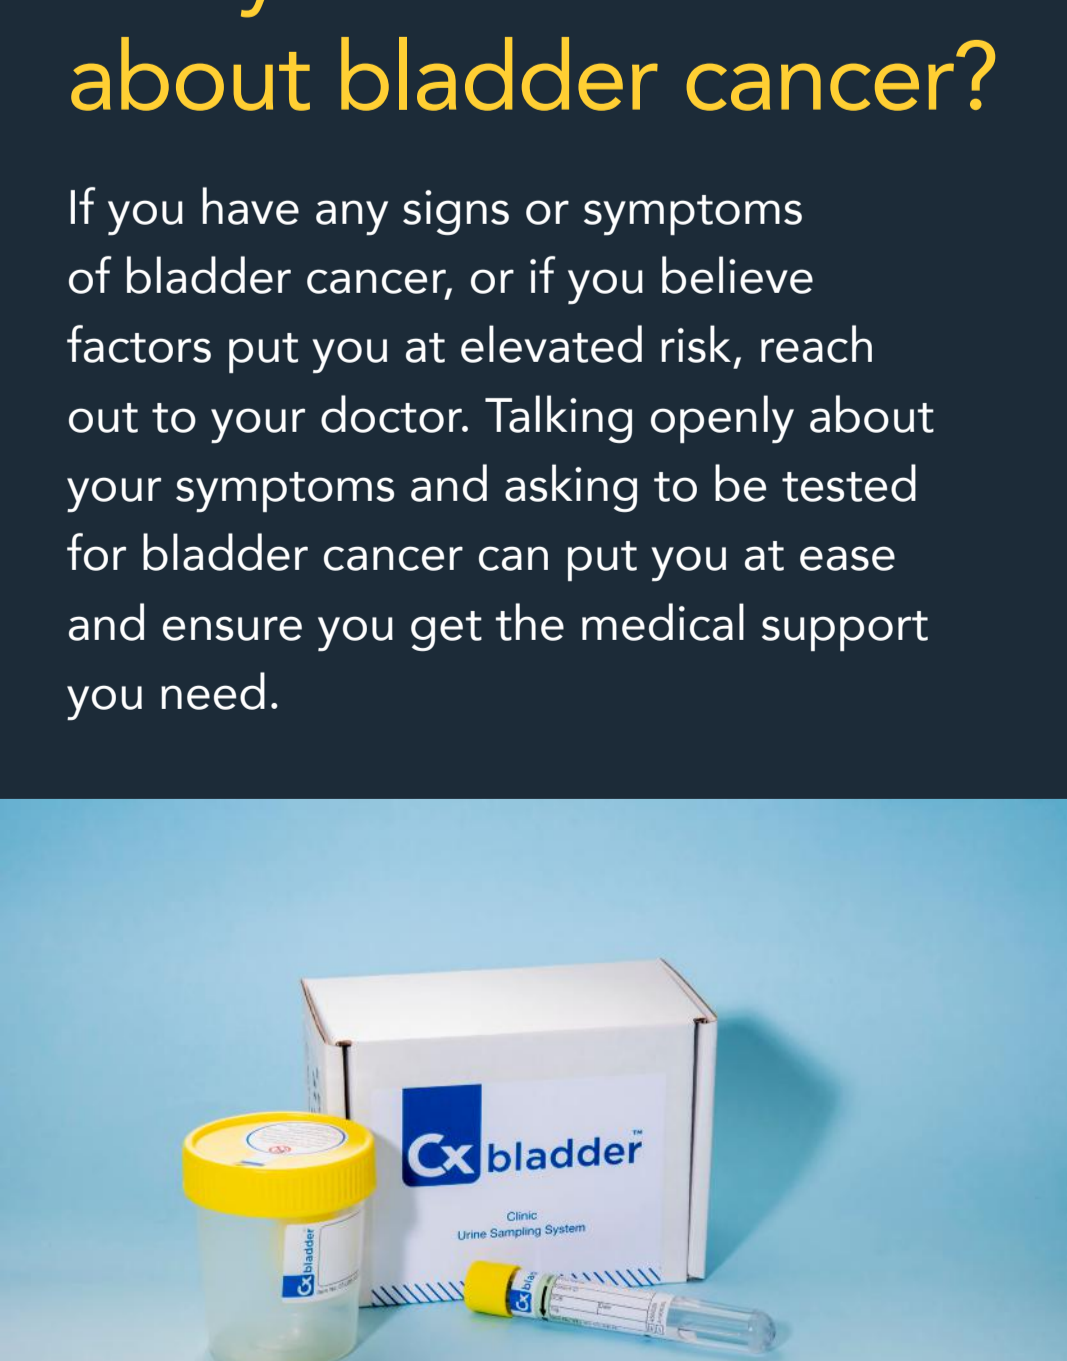 about bladder cancer?
If you have any signs or symptoms
of bladder cancer, or if you believe
factors put you at elevated risk, reach
out to your doctor. Talking openly about
your symptoms and asking to be tested
for bladder cancer can put you at ease
and ensure you get the medical support
you need.
Cx bladder™
Clinic
Urine Sampling System
Cx bladder
Cx blad